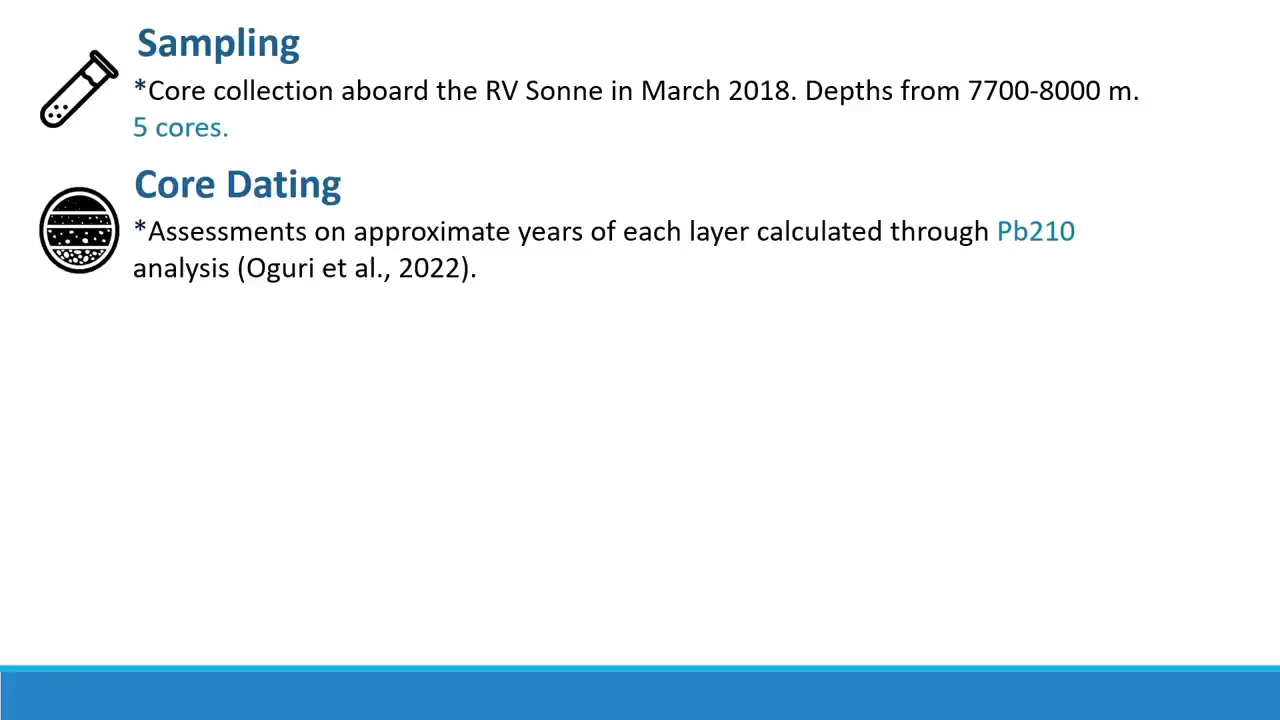 Sampling
*Core collection aboard the RV Sonne in March 2018. Depths from 7700-8000 m.
5 cores.
Core Dating
*Assessments on approximate years of each layer calculated through Pb210
analysis (Oguri et al., 2022).